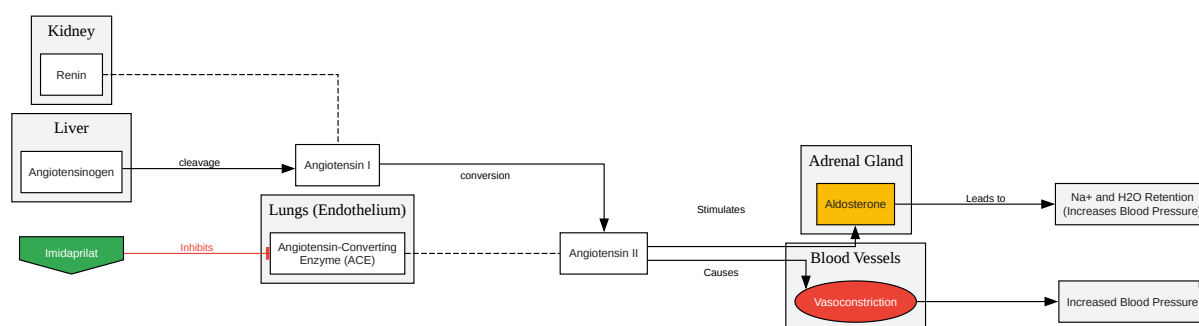 Kidney
Renin
Liver
Angiotensinogen
cleavage
Angiotensin I
conversion
Lungs (Endothelium)
Angiotensin-Converting
Enzyme (ACE)
Imidaprilat
Inhibits
Angiotensin II
Stimulates
Causes
Adrenal Gland
Aldosterone
Leads to
Na+ and H2O Retention
(Increases Blood Pressure)
Blood Vessels
Vasoconstriction
Increased Blood Pressure